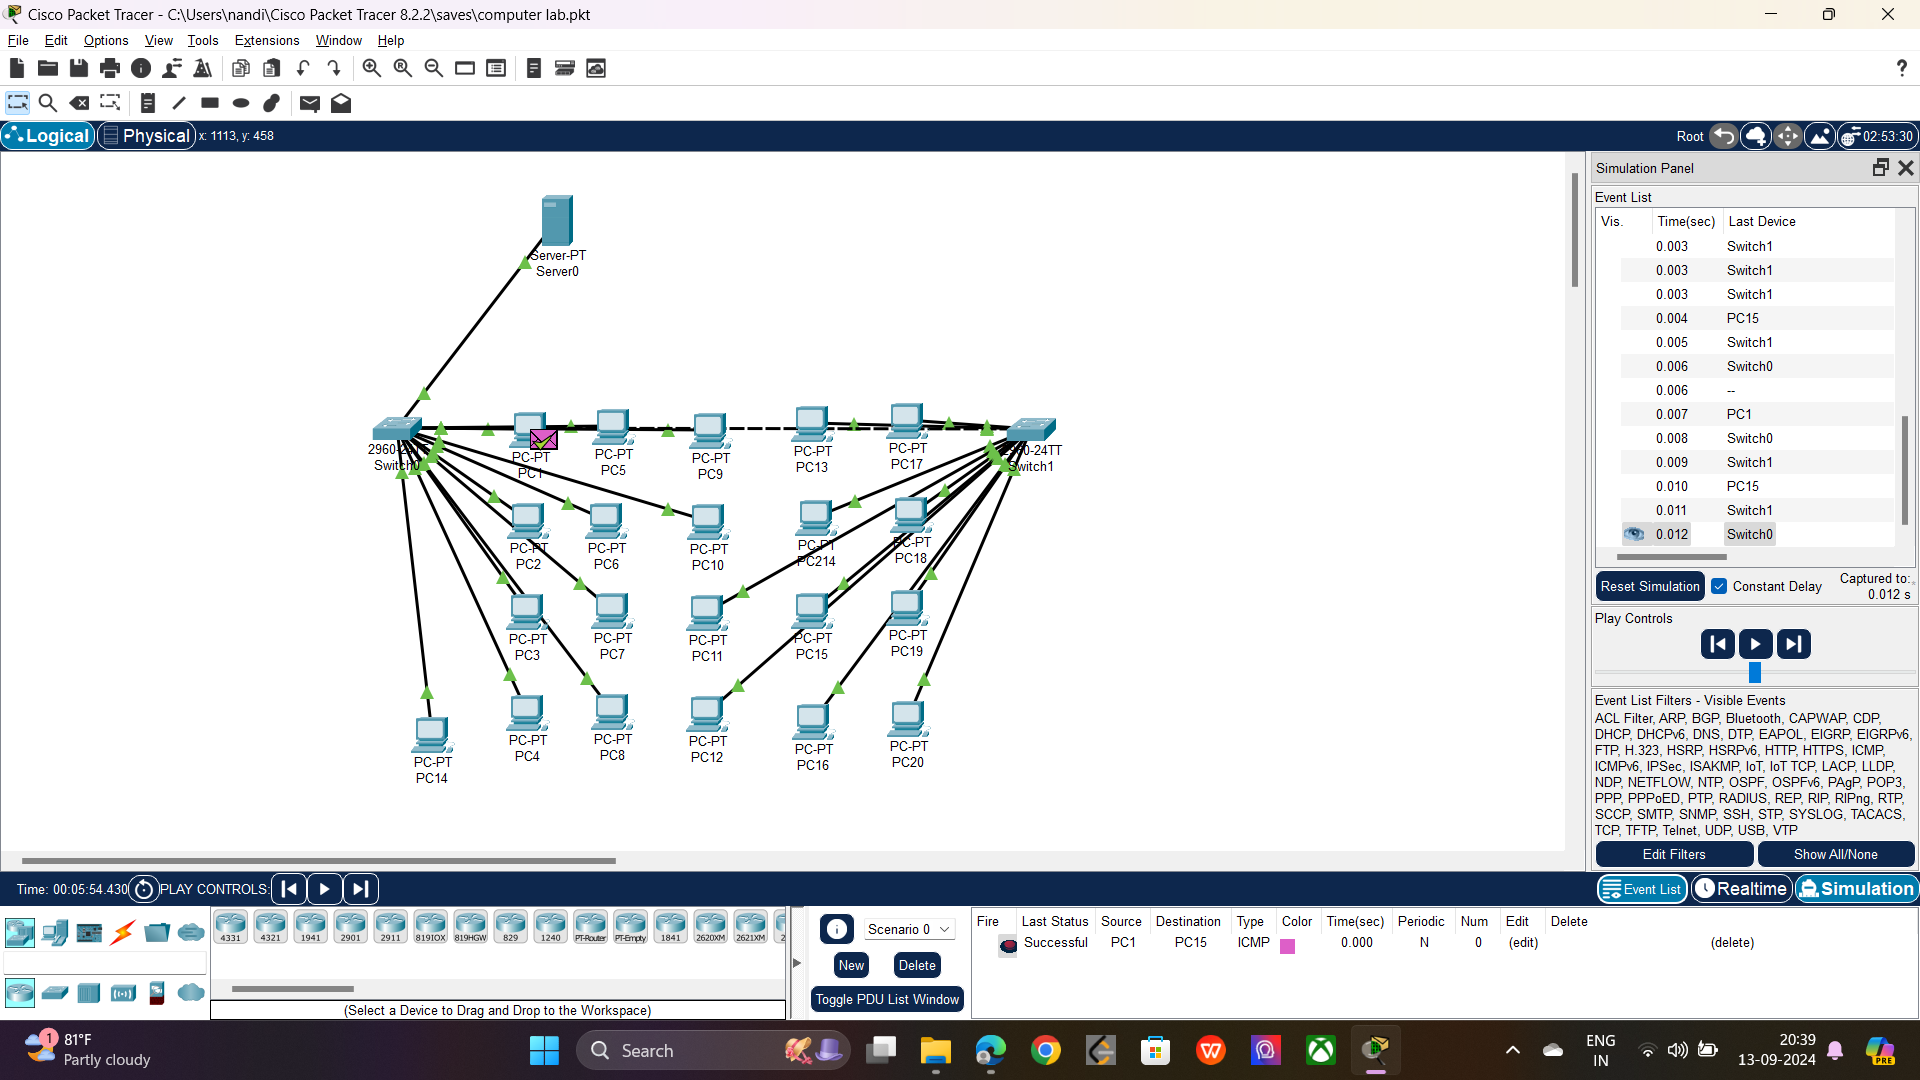 Cisco Packet Tracer - C:\Users\nandi\Cisco Packet Tracer 8.2.2\saves\computer lab.pkt
File Edit Options View Tools Extensions Window Help
?
Logical Physical x: 1113, y: 458 Root 02:53:30
Simulation Panel
Event List
Vis. Time(sec) Last Device
0.003 Switch1
0.003 Switch1
0.003 Switch1
0.004 PC15
0.005 Switch1
0.006 Switch0
0.006 --
0.007 PC1
0.008 Switch0
0.009 Switch1
0.010 PC15
0.011 Switch1
0.012 Switch0
Reset Simulation Constant Delay Captured to:
0.012 s
Play Controls
Event List Filters - Visible Events
ACL Filter, ARP, BGP, Bluetooth, CAPWAP, CDP,
DHCP, DHCPv6, DNS, DTP, EAPOL, EIGRP, EIGRPv6,
FTP, H.323, HSRP, HSRPv6, HTTP, HTTPS, ICMP,
ICMPv6, IPSec, ISAKMP, IoT, IoT TCP, LACP, LLDP,
NDP, NETFLOW, NTP, OSPF, OSPFv6, PAgP, POP3,
PPP, PPPoED, PTP, RADIUS, REP, RIP, RIPng, RTP,
SCCP, SMTP, SNMP, SSH, STP, SYSLOG, TACACS,
TCP, TFTP, Telnet, UDP, USB, VTP
Edit Filters Show All/None
Server-PT
Server0
2960-24TT
Switch0
PC-PT
PC1
PC-PT
PC5
PC-PT
PC9
PC-PT
PC13
PC-PT
PC17
2960-24TT
Switch1
PC-PT
PC2
PC-PT
PC6
PC-PT
PC10
PC-PT
PC214
PC-PT
PC18
PC-PT
PC3
PC-PT
PC7
PC-PT
PC11
PC-PT
PC15
PC-PT
PC19
PC-PT
PC14
PC-PT
PC4
PC-PT
PC8
PC-PT
PC12
PC-PT
PC16
PC-PT
PC20
Time: 00:05:54.430 PLAY CONTROLS: Event List Realtime Simulation
4331 4321 1941 2901 2911 819IOX 819HGW 829 1240 PT-Router PT-Empty 1841 2620XM 2621XM 2
(Select a Device to Drag and Drop to the Workspace)
Scenario 0
New Delete
Toggle PDU List Window
Fire Last Status Source Destination Type Color Time(sec) Periodic Num Edit Delete
Successful PC1 PC15 ICMP 0.000 N 0 (edit) (delete)
1
81°F
Partly cloudy
Search
ENG
IN
20:39
13-09-2024
PRE